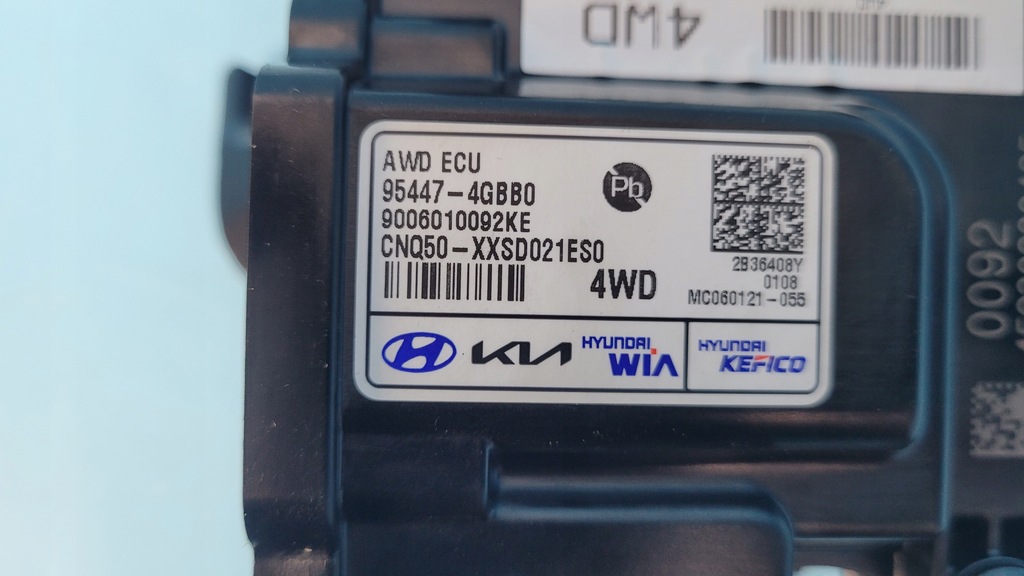 4WD
AWD ECU
95447-4GBB0
9006010092KE
CNQ50-XXSD021ES0
4WD
Pb
2B36408Y
0108
MC060121-055
KIA
HYUNDAI
WIA
HYUNDAI
KEFICO
0092